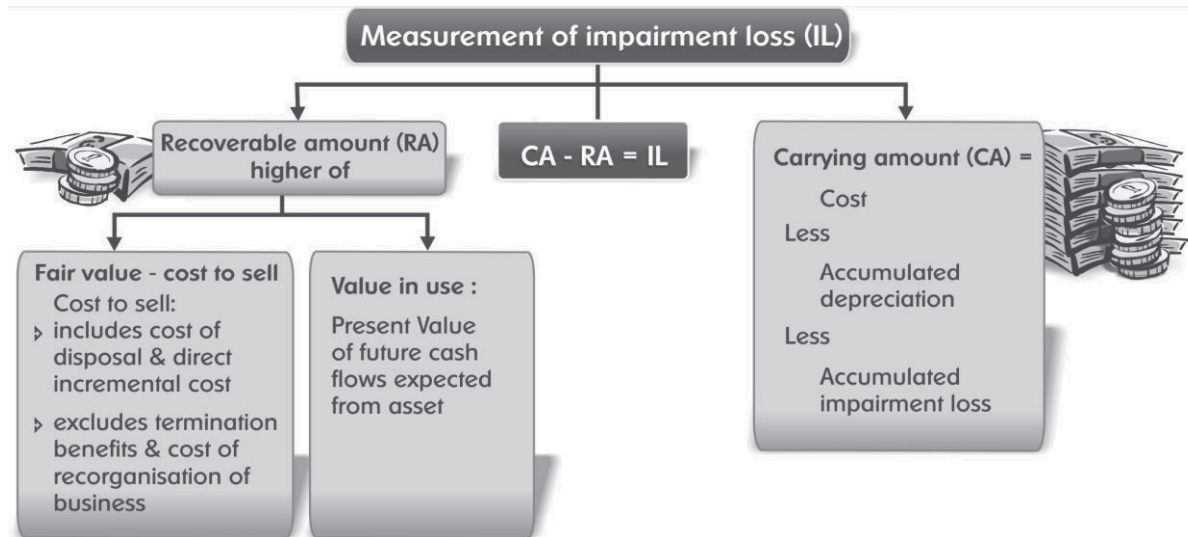 Measurement of impairment loss (IL)
Recoverable amount (RA)
higher of
CA - RA = IL
Carrying amount (CA) =
Cost
Less
Accumulated
depreciation
Less
Accumulated
impairment loss
Fair value - cost to sell
Cost to sell:
includes cost of
disposal & direct
incremental cost
excludes termination
benefits & cost of
recorganisation of
business
Value in use :
Present Value
of future cash
flows expected
from asset